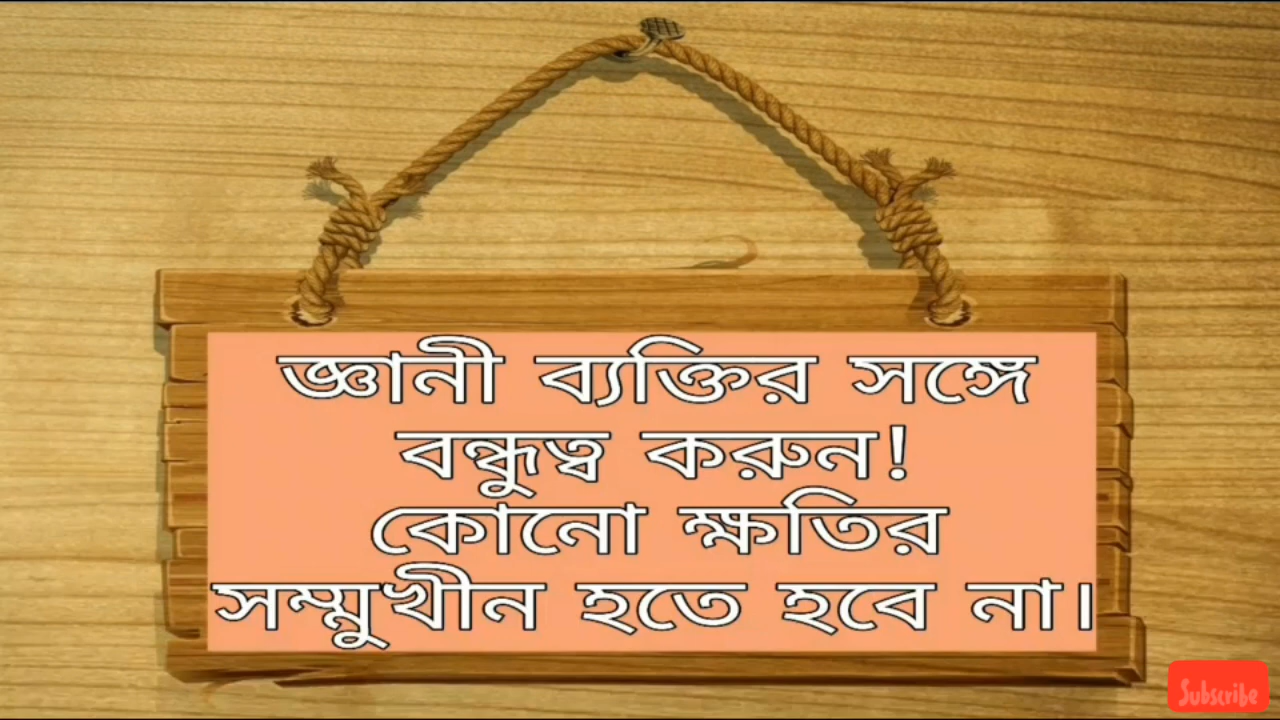 জ্ঞানী ব্যক্তির সঙ্গে
বন্ধুত্ব করুন!
কোনো ক্ষতির
সম্মুখীন হতে হবে না।
Subscribe